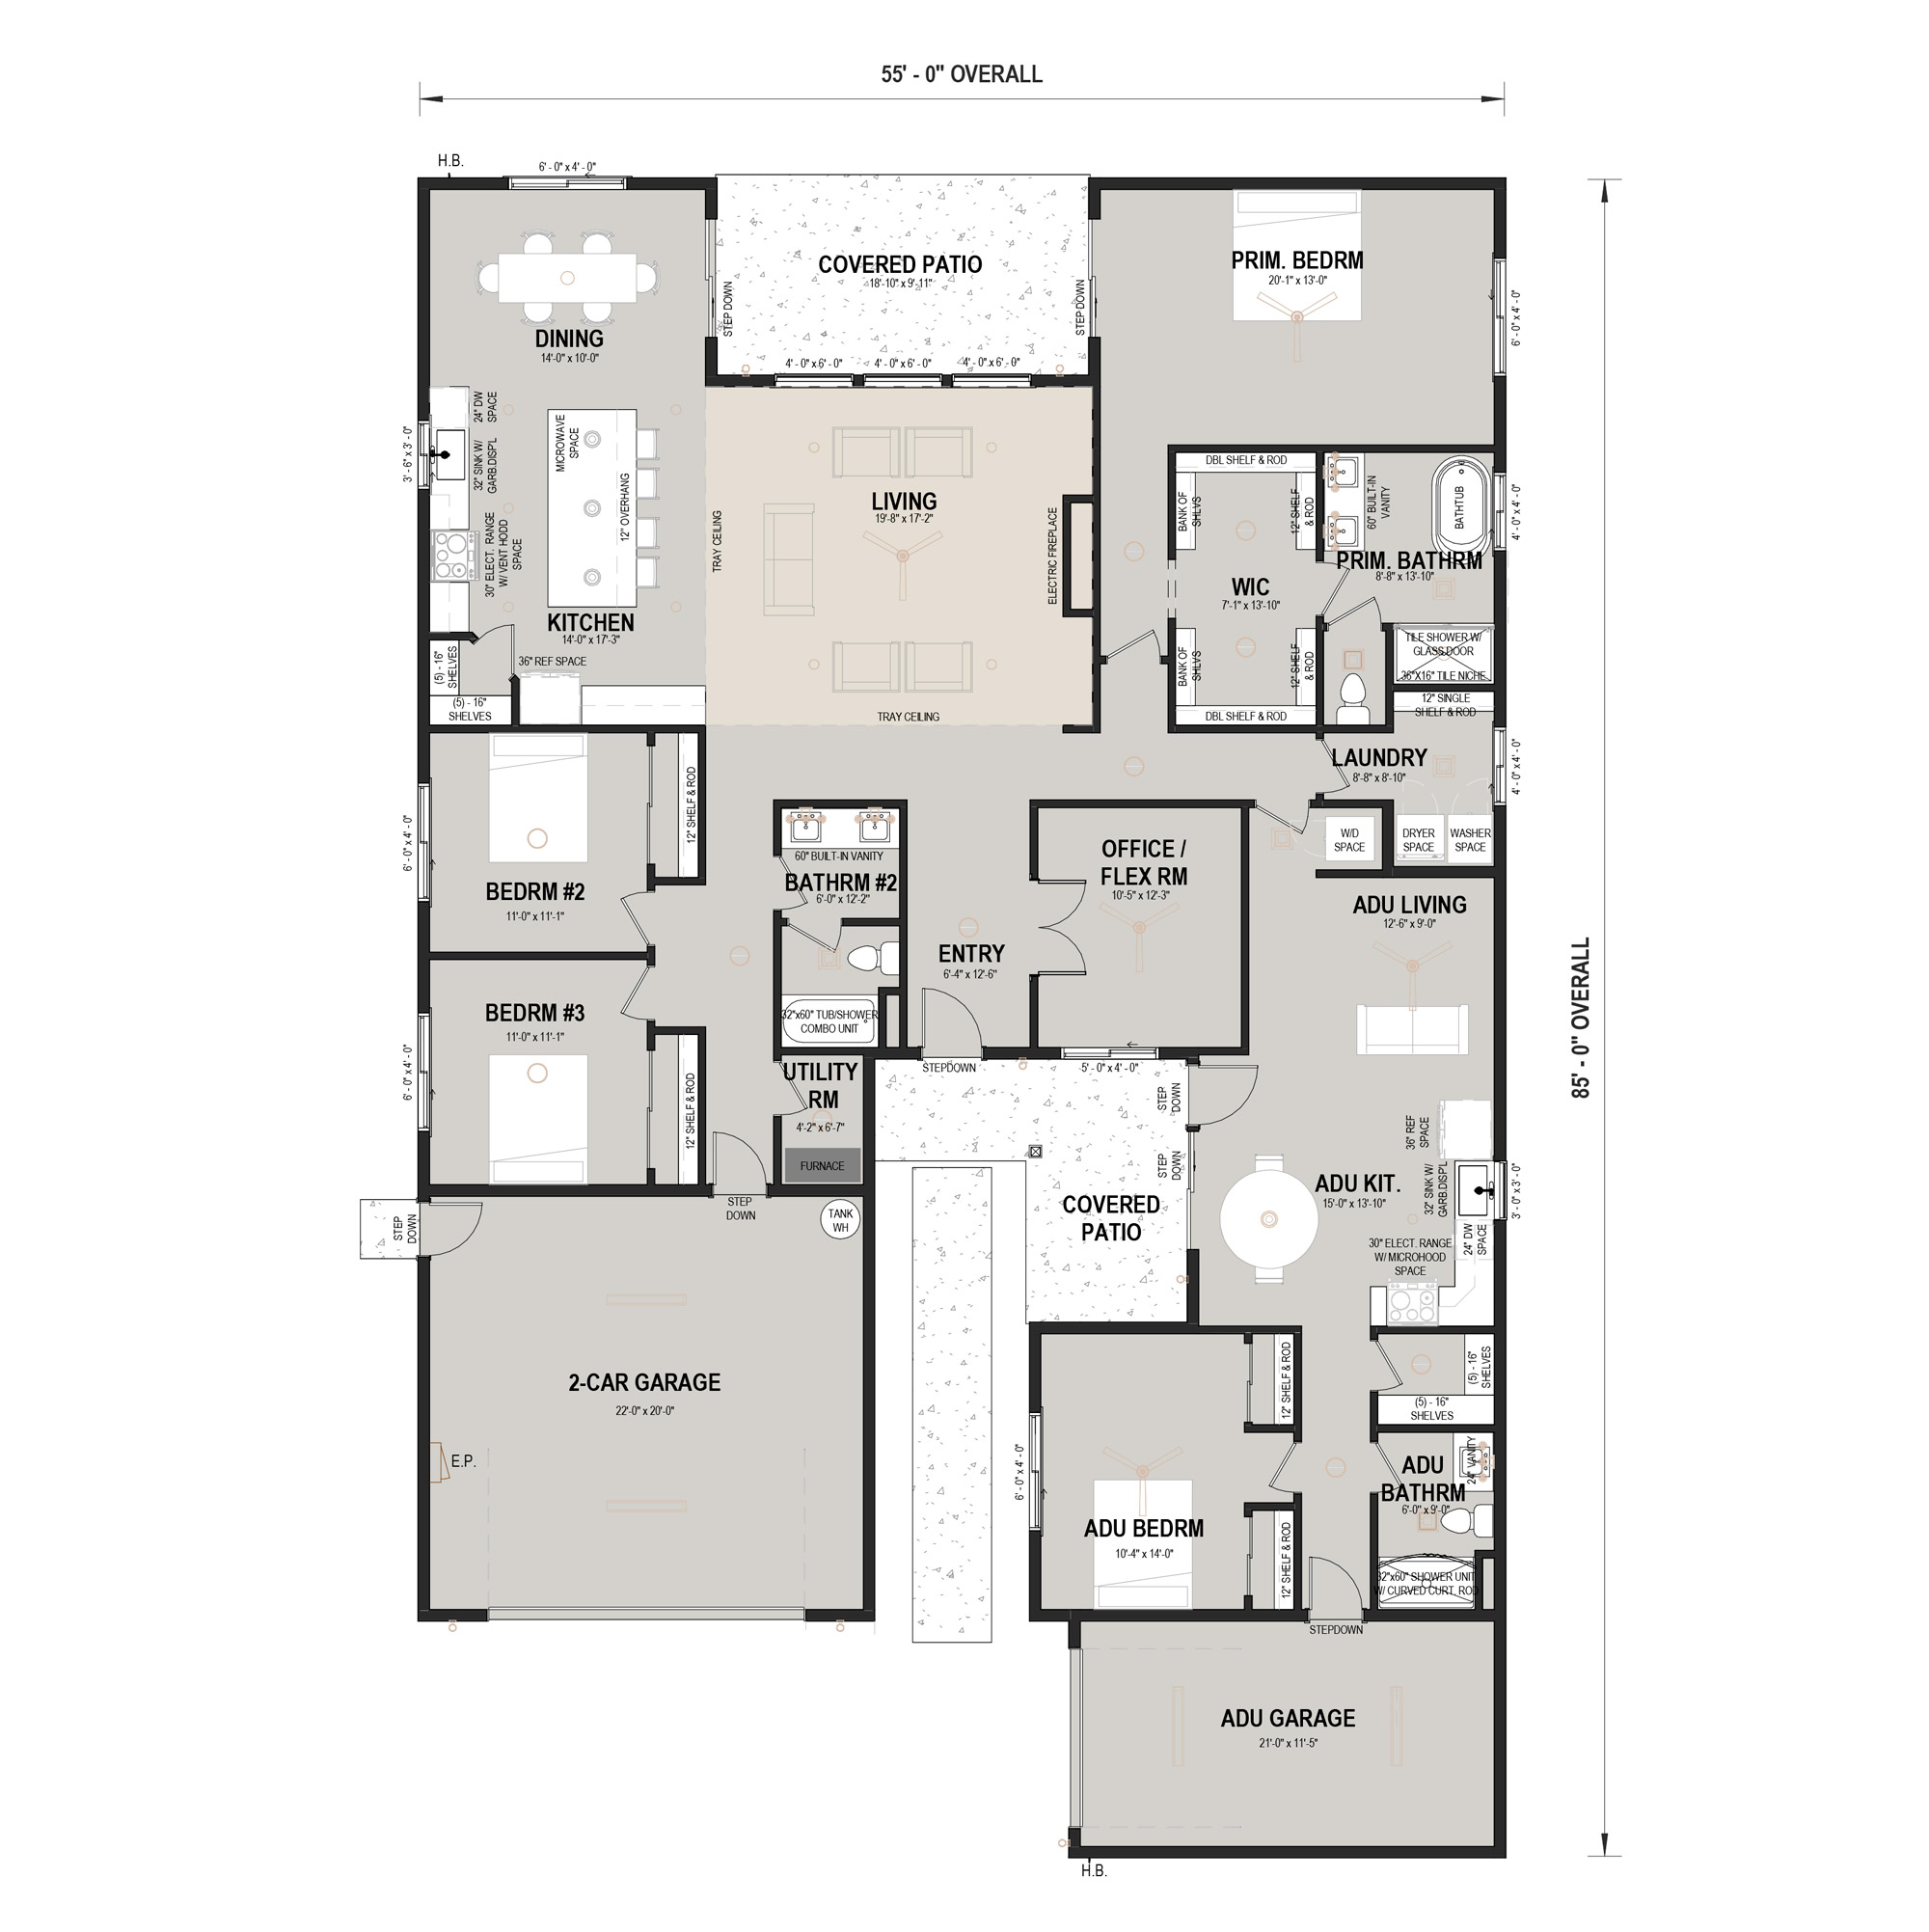 55' - 0" OVERALL
H.B.
6' - 0" x 4' - 0"
COVERED PATIO
18'-10" x 9'-11"
STEP DOWN
STEP DOWN
4' - 0"x 6' - 0"
4' - 0"x 6' - 0"
4' - 0"x 6' - 0"
PRIM. BEDRM
20'-1" x 13'-0"
6' - 0"x 4' - 0"
DINING
14'-0" x 10'-0"
24" DW
SPACE
32" SINK W/
GARB.DISP'L
3' - 6"x 3' - 0"
30" ELECT. RANGE
W/ VENT HODD
SPACE
MICROWAVE
SPACE
12" OVERHANG
KITCHEN
14'-0" x 17'-3"
36" REF SPACE
(5) - 16"
SHELVES
(5) - 16"
SHELVES
TRAY CEILING
LIVING
19'-8" x 17'-2"
ELECTRIC FIREPLACE
TRAY CEILING
DBL SHELF & ROD
BANK OF
SHLVS
12" SHELF
& ROD
WIC
7'-1" x 13'-10"
BANK OF
SHLVS
12" SHELF
& ROD
DBL SHELF & ROD
60" BUILT-IN
VANITY
BATHTUB
4' - 0"x 4' - 0"
PRIM. BATHRM
8'-8" x 13'-10"
TILE SHOWER W/
GLASS DOOR
36"X16" TILE NICHE
12" SINGLE
SHELF & ROD
LAUNDRY
8'-8" x 8'-10"
4' - 0"x 4' - 0"
W/D
SPACE
DRYER
SPACE
WASHER
SPACE
6' - 0"x 4' - 0"
BEDRM #2
11'-0" x 11'-1"
12" SHELF & ROD
60" BUILT-IN VANITY
BATHRM #2
6'-0" x 12'-2"
32"x60" TUB/SHOWER
COMBO UNIT
ENTRY
6'-4" x 12'-6"
OFFICE /
FLEX RM
10'-5" x 12'-3"
ADU LIVING
12'-6" x 9'-0"
85' - 0" OVERALL
BEDRM #3
11'-0" x 11'-1"
6' - 0"x 4' - 0"
12" SHELF & ROD
UTILITY
RM
4'-2" x 6'-7"
FURNACE
STEPDOWN
5' - 0"x 4' - 0"
STEP
DOWN
STEP
DOWN
COVERED
PATIO
36" REF
SPACE
ADU KIT.
15'-0" x 13'-10"
32" SINK W/
GARB.DISP'L
3' - 0"x 3' - 0"
24" DW
SPACE
30" ELECT. RANGE
W/ MICROHOOD
SPACE
STEP
DOWN
STEP
DOWN
TANK
WH
2-CAR GARAGE
22'-0" x 20'-0"
E.P.
12" SHELF & ROD
(5) - 16"
SHELVES
(5) - 16"
SHELVES
6' - 0"x 4' - 0"
ADU BEDRM
10'-4" x 14'-0"
12" SHELF & ROD
24" VANITY
ADU
BATHRM
6'-0" x 9'-0"
32"x60" SHOWER UNIT
W/ CURVED CURT. ROD
STEPDOWN
ADU GARAGE
21'-0" x 11'-5"
H.B.